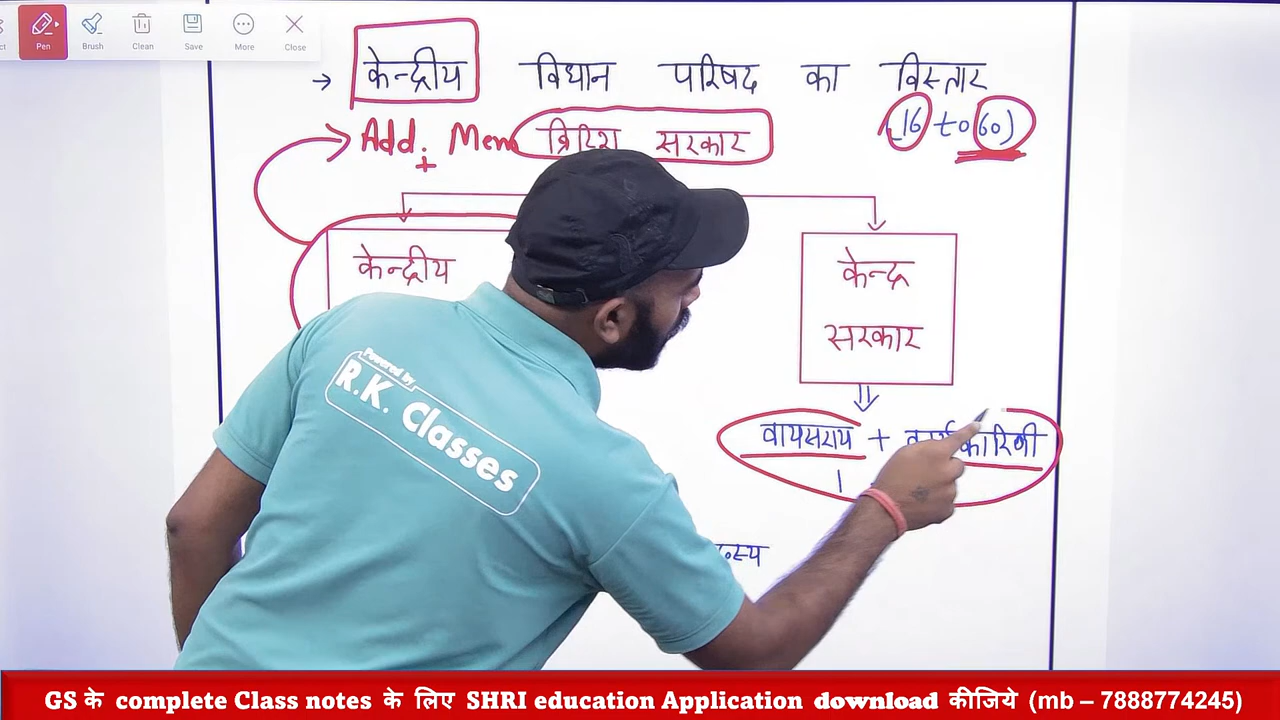 Pen Brush Clean Save More Close
→ केन्द्रीय विधान परिषद का विस्तार
Add. Mem ब्रिटिश सरकार (16 to 60)
+
केन्द्रीय
केन्द्र
सरकार
वायसराय + कार्यकारिणी
Powered by
R.K. Classes
GS के complete Class notes के लिए SHRI education Application download कीजिये (mb – 7888774245)